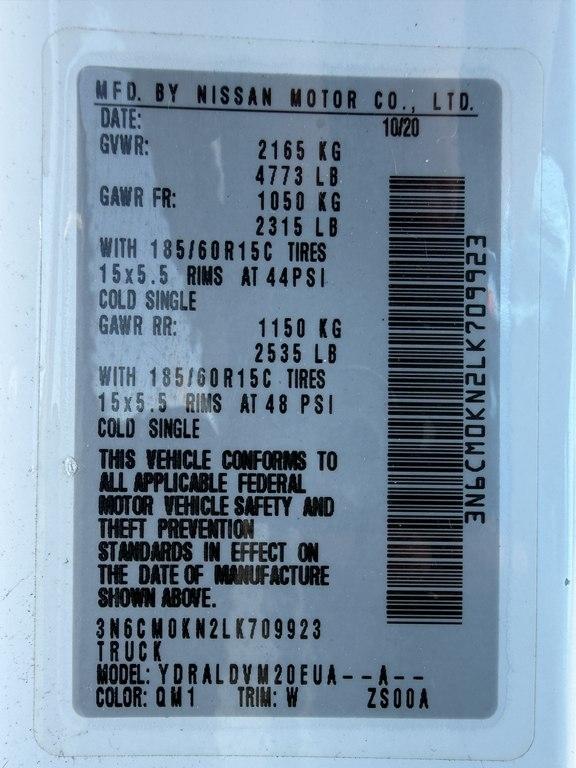 MFD. BY NISSAN MOTOR CO., LTD.
DATE: 10/20
GVWR: 2165 KG
4773 LB
GAWR FR: 1050 KG
2315 LB
WITH 185/60R15C TIRES
15x5.5 RIMS AT 44PSI
COLD SINGLE
GAWR RR: 1150 KG
2535 LB
WITH 185/60R15C TIRES
15x5.5 RIMS AT 48 PSI
COLD SINGLE
THIS VEHICLE CONFORMS TO
ALL APPLICABLE FEDERAL
MOTOR VEHICLE SAFETY AND
THEFT PREVENTION
STANDARDS IN EFFECT ON
THE DATE OF MANUFACTURE
SHOWN ABOVE.
3N6CM0KN2LK709923
TRUCK
MODEL: YDRALDVM20EUA--A--
COLOR: QM1 TRIM: W ZS00A
3N6CM0KN2LK709923